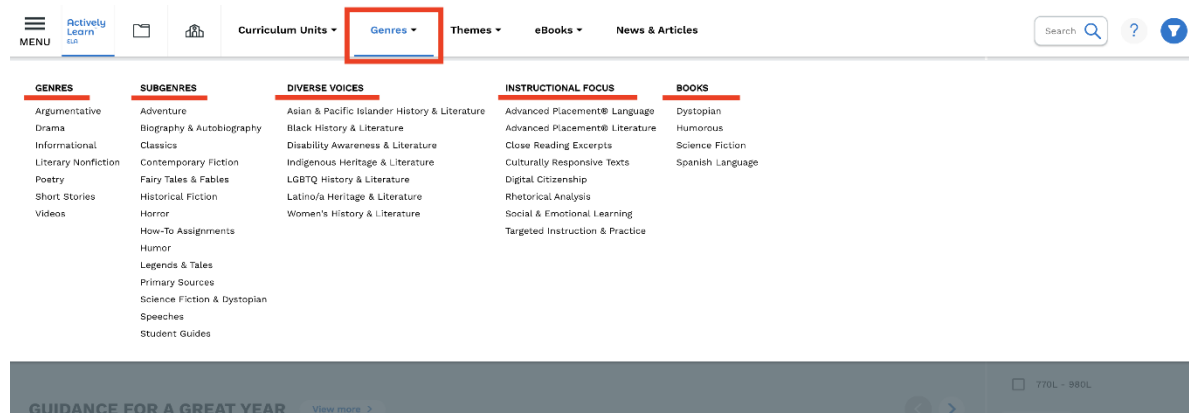 MENU
Actively
Learn
ELA
Curriculum Units
Genres
Themes
eBooks
News & Articles
Search
?
GENRES
Argumentative
Drama
Informational
Literary Nonfiction
Poetry
Short Stories
Videos
SUBGENRES
Adventure
Biography & Autobiography
Classics
Contemporary Fiction
Fairy Tales & Fables
Historical Fiction
Horror
How-To Assignments
Humor
Legends & Tales
Primary Sources
Science Fiction & Dystopian
Speeches
Student Guides
DIVERSE VOICES
Asian & Pacific Islander History & Literature
Black History & Literature
Disability Awareness & Literature
Indigenous Heritage & Literature
LGBTQ History & Literature
Latino/a Heritage & Literature
Women's History & Literature
INSTRUCTIONAL FOCUS
Advanced Placement® Language
Advanced Placement® Literature
Close Reading Excerpts
Culturally Responsive Texts
Digital Citizenship
Rhetorical Analysis
Social & Emotional Learning
Targeted Instruction & Practice
BOOKS
Dystopian
Humorous
Science Fiction
Spanish Language
770L - 980L
GUIDANCE FOR A GREAT YEAR
View more >